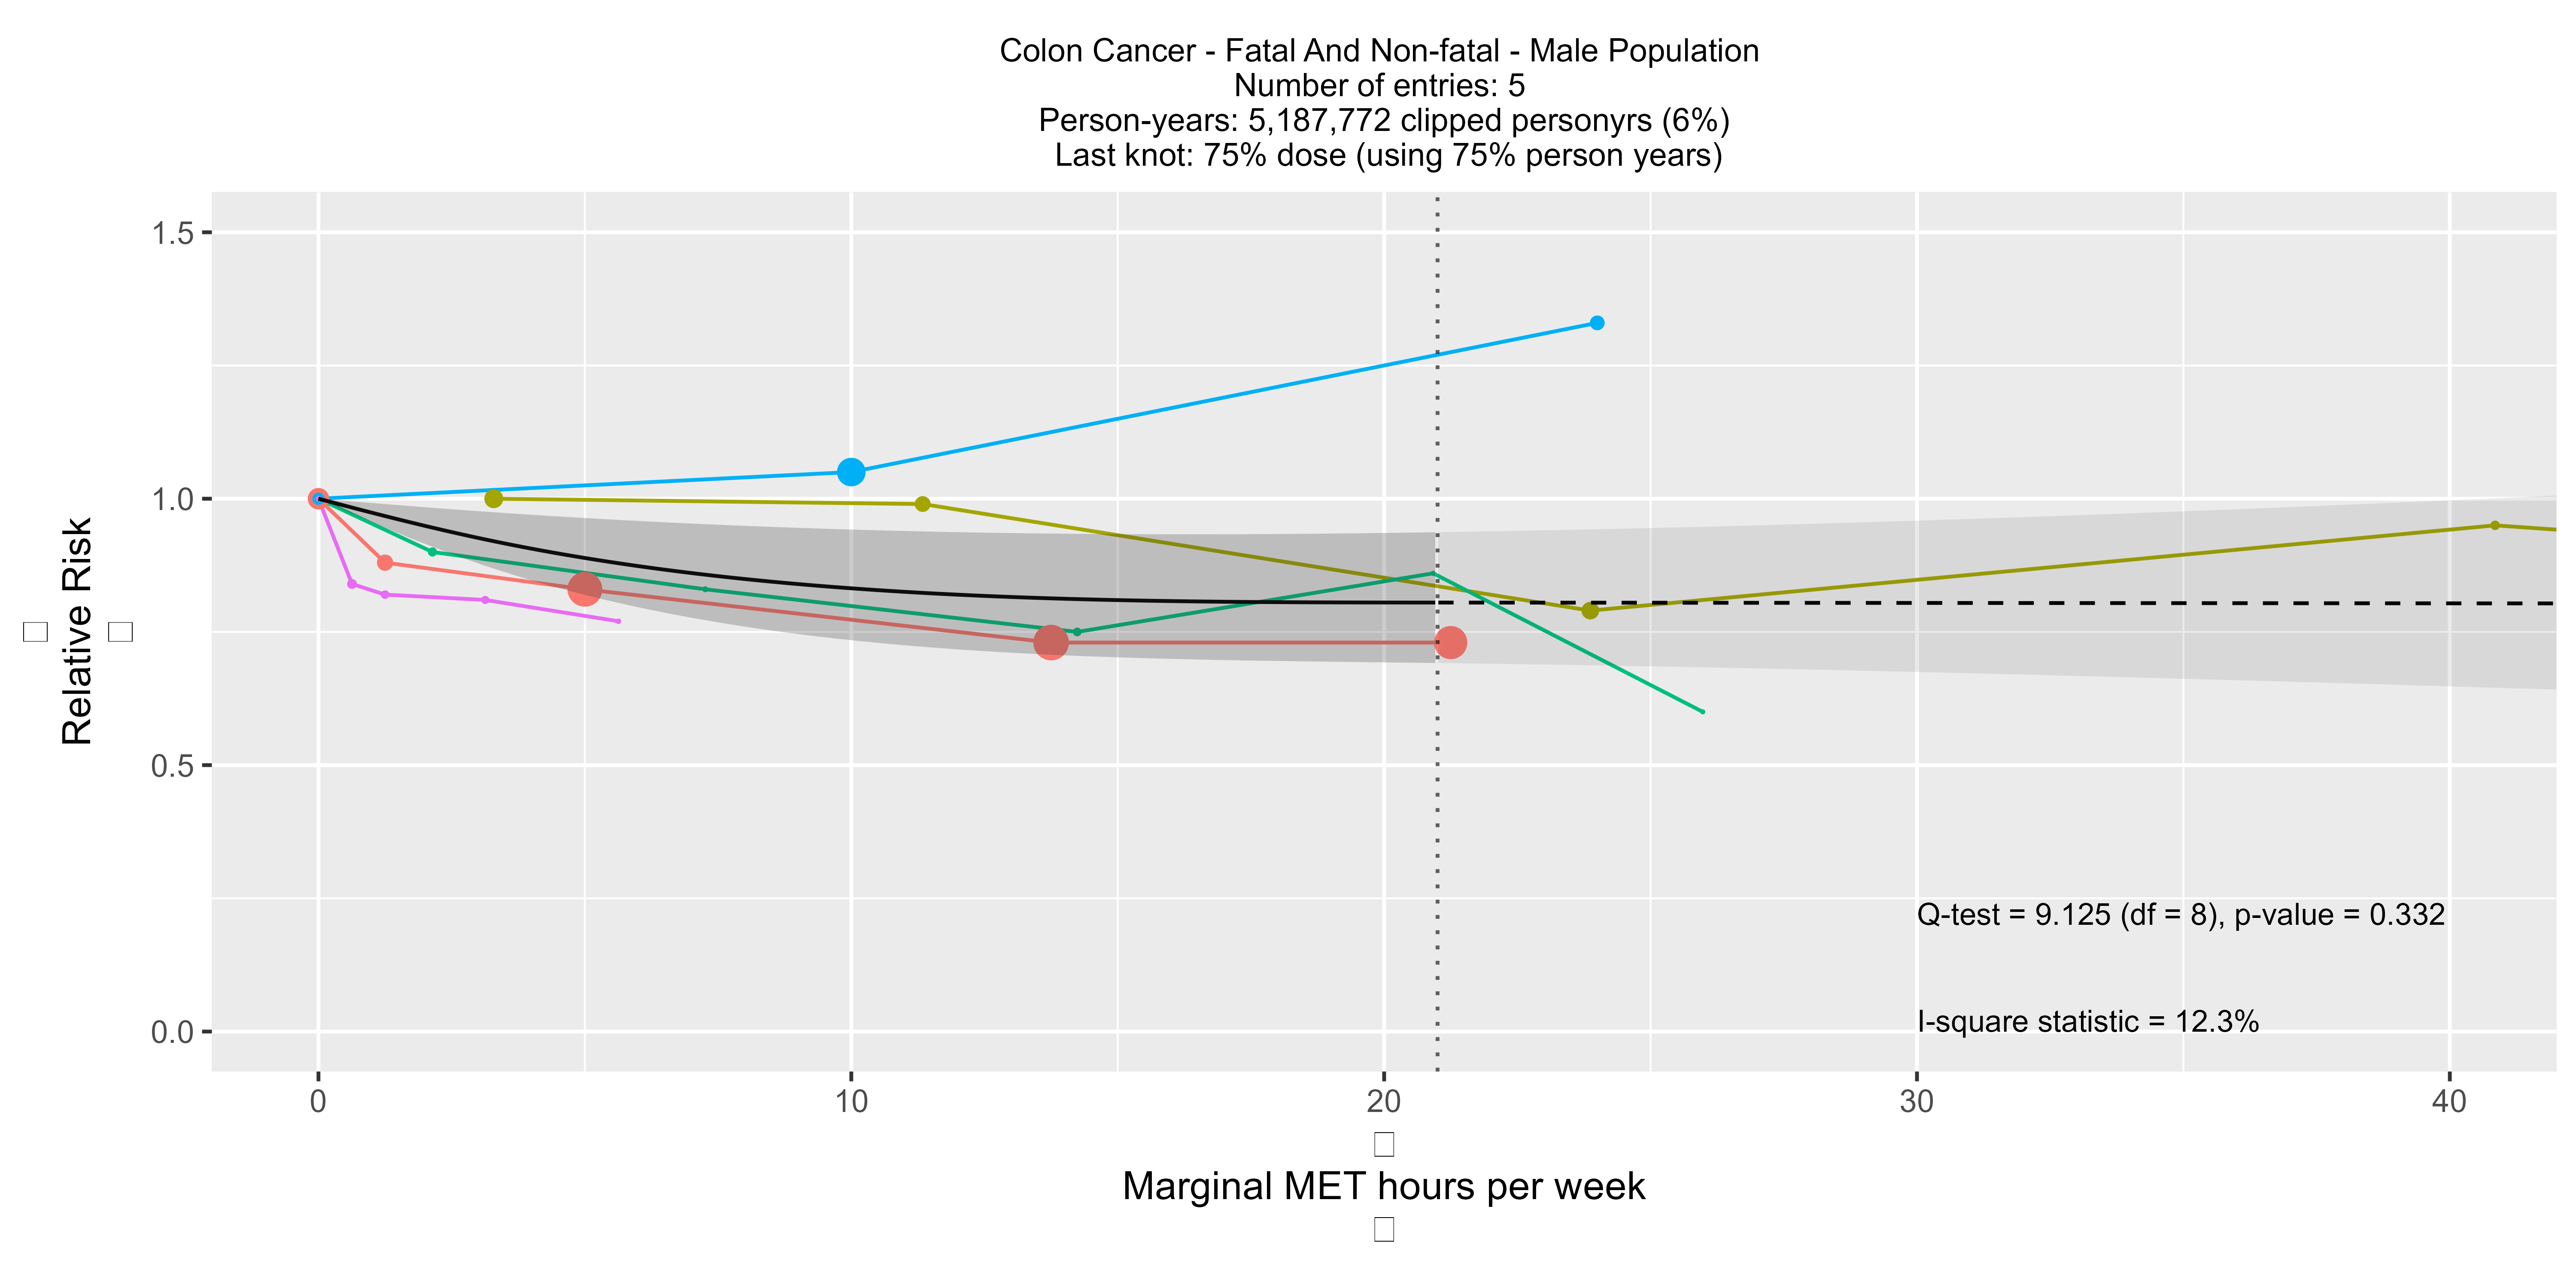 Colon Cancer - Fatal And Non-fatal - Male Population
Number of entries: 5
Person-years: 5,187,772 clipped personyrs (6%)
Last knot: 75% dose (using 75% person years)
1.5
1.0
0.5
0.0
Relative Risk
Q-test = 9.125 (df = 8), p-value = 0.332
I-square statistic = 12.3%
0 10 20 30 40
Marginal MET hours per week